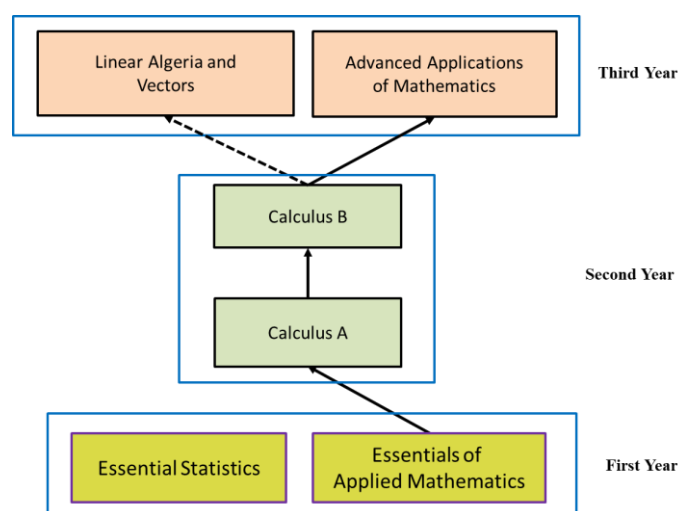 Linear Algeria and
Vectors
Advanced Applications
of Mathematics
Third Year
Calculus B
Second Year
Calculus A
Essential Statistics
Essentials of
Applied Mathematics
First Year